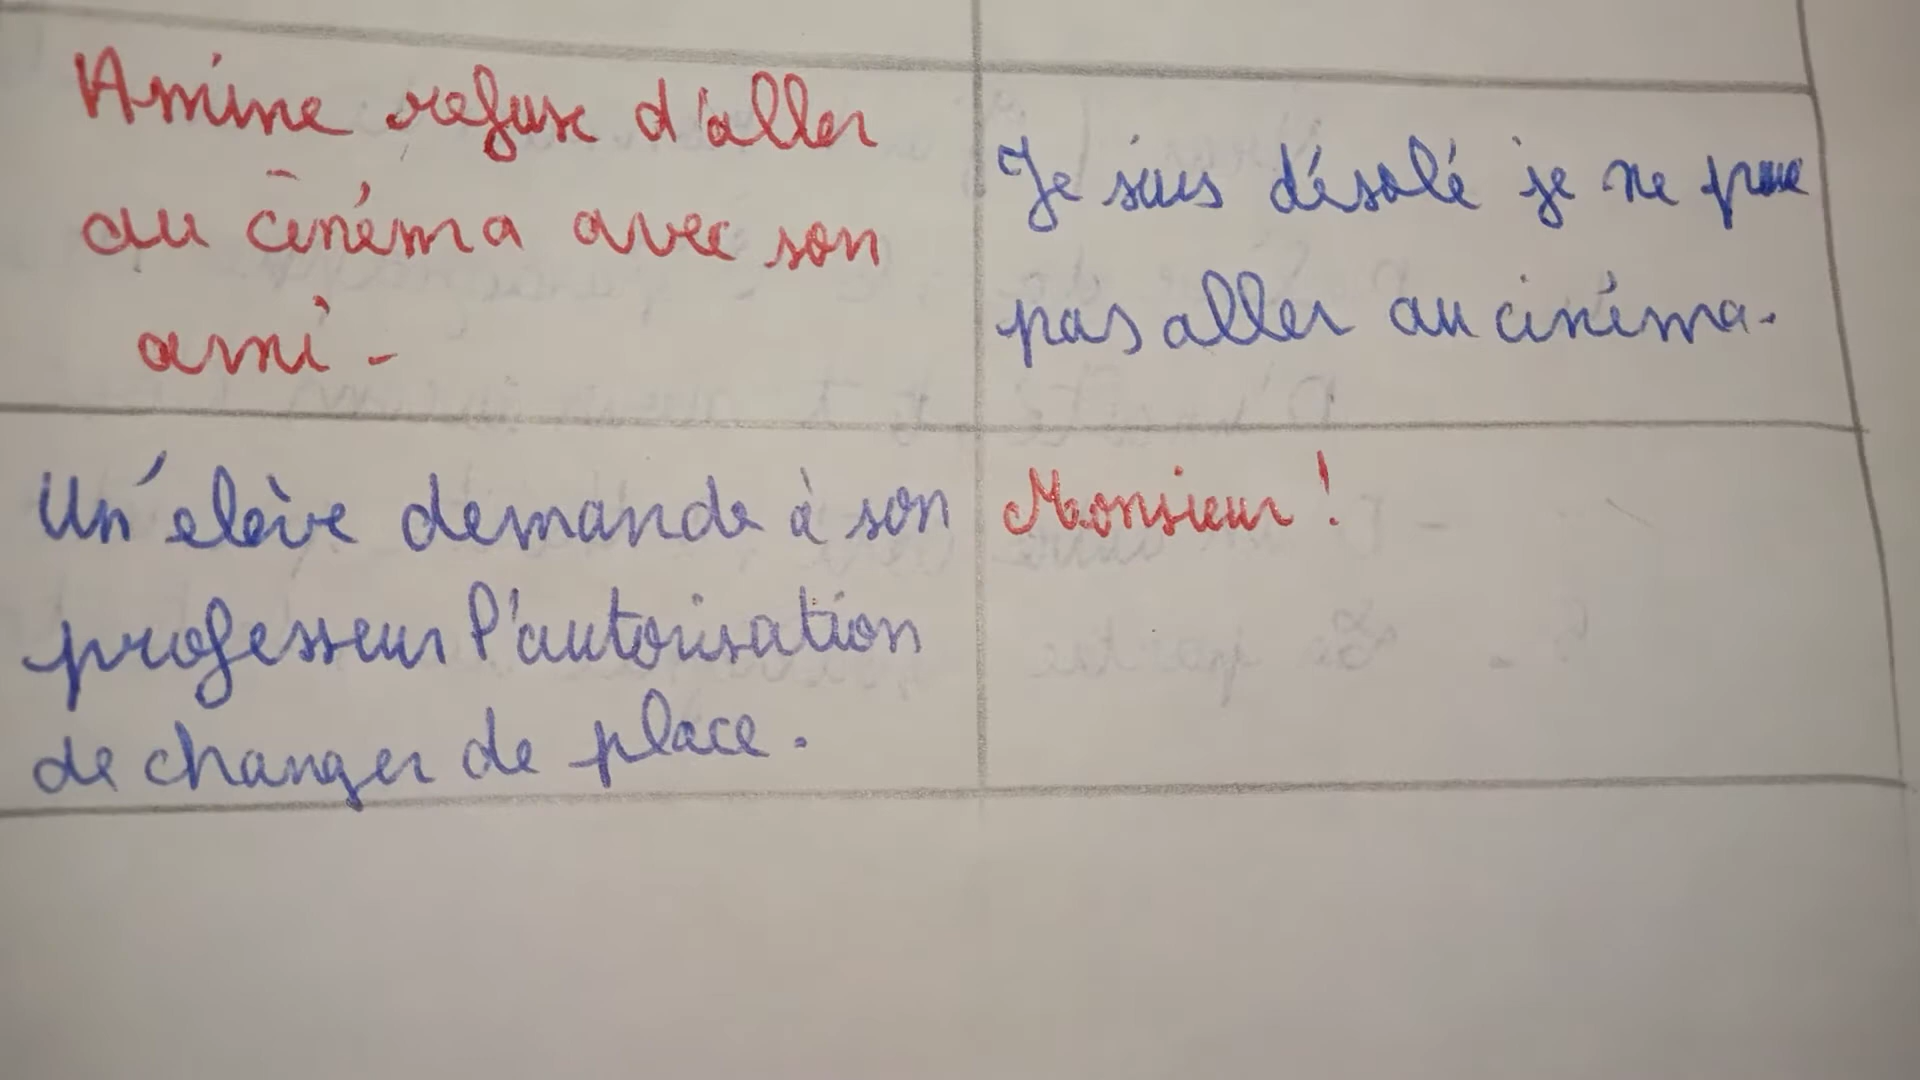 Amine refuse d'aller
au cinéma avec son
ami -
Je suis désolé je ne
pas aller au cinéma.
Un élève demande à son
professeur l'autorisation
de changer de place.
Monsieur !